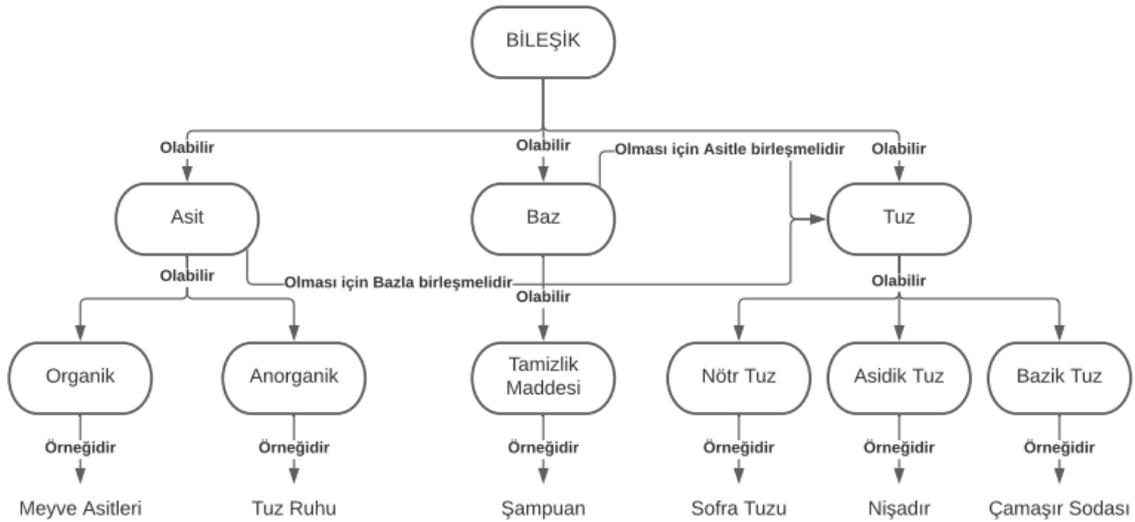 BİLEŞİK
Olabilir
Olabilir
Olması için Asitle birleşmelidir
Olabilir
Asit
Baz
Tuz
Olabilir
Olması için Bazla birleşmelidir
Olabilir
Olabilir
Organik
Anorganik
Tamizlik
Maddesi
Nötr Tuz
Asidik Tuz
Bazik Tuz
Örneğidir
Örneğidir
Örneğidir
Örneğidir
Örneğidir
Örneğidir
Meyve Asitleri
Tuz Ruhu
Şampuan
Sofra Tuzu
Nişadır
Çamaşır Sodası